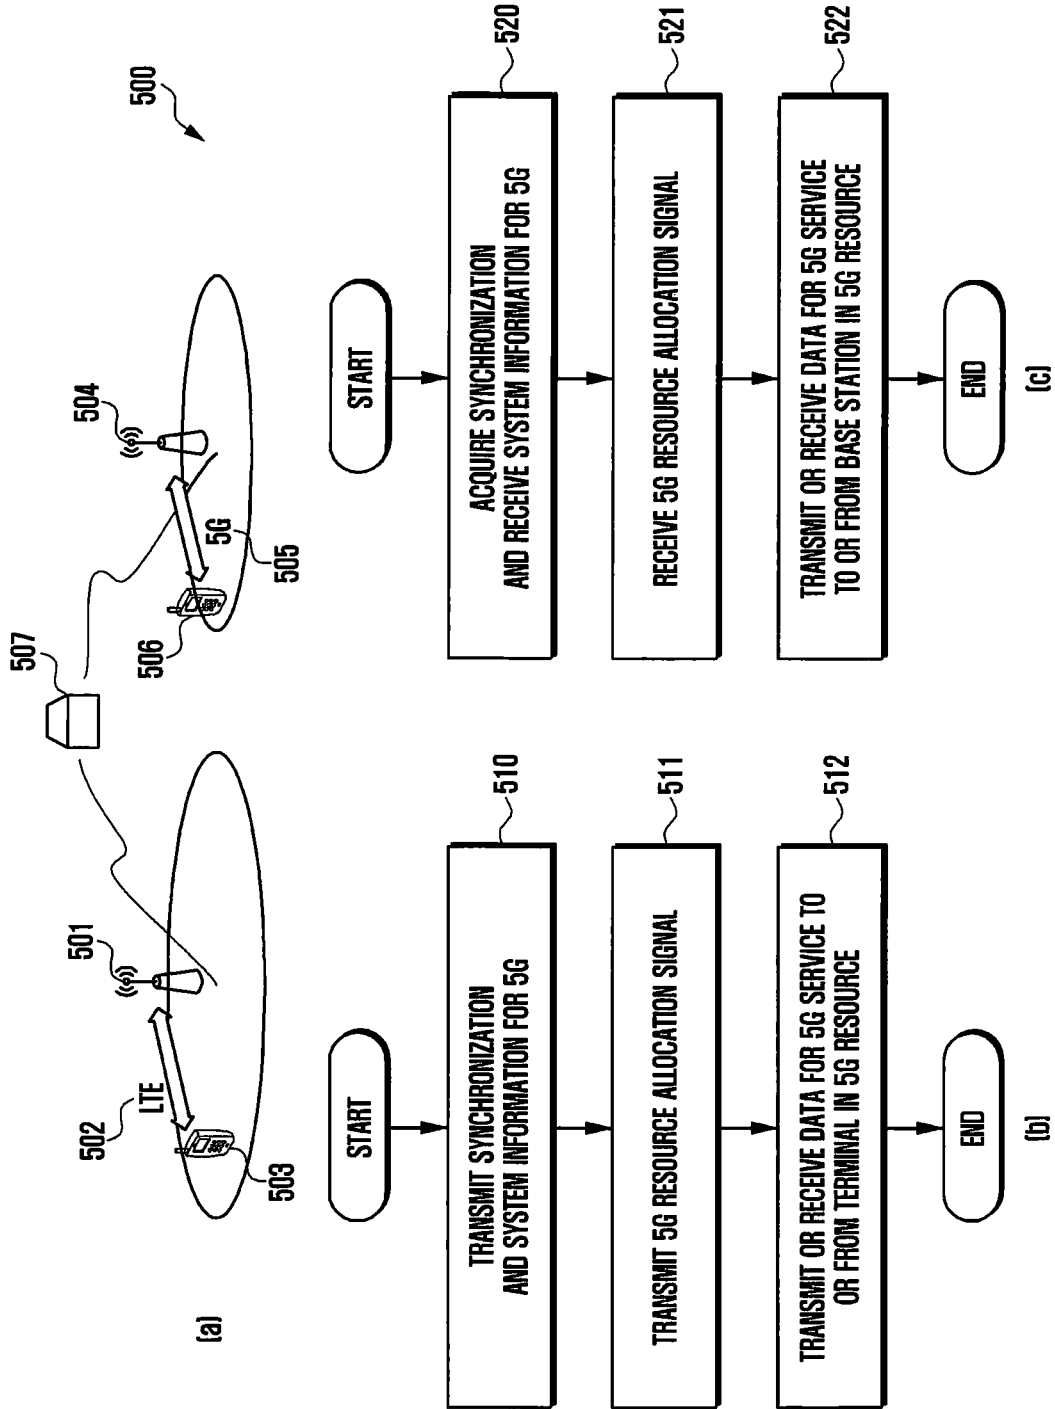 500
507
501
504
502
LTE
503
5G
505
506
(a)
START
TRANSMIT SYNCHRONIZATION
AND SYSTEM INFORMATION FOR 5G
510
TRANSMIT 5G RESOURCE ALLOCATION SIGNAL
511
TRANSMIT OR RECEIVE DATA FOR 5G SERVICE TO
OR FROM TERMINAL IN 5G RESOURCE
512
END
(b)
START
ACQUIRE SYNCHRONIZATION
AND RECEIVE SYSTEM INFORMATION FOR 5G
520
RECEIVE 5G RESOURCE ALLOCATION SIGNAL
521
TRANSMIT OR RECEIVE DATA FOR 5G SERVICE
TO OR FROM BASE STATION IN 5G RESOURCE
522
END
(c)